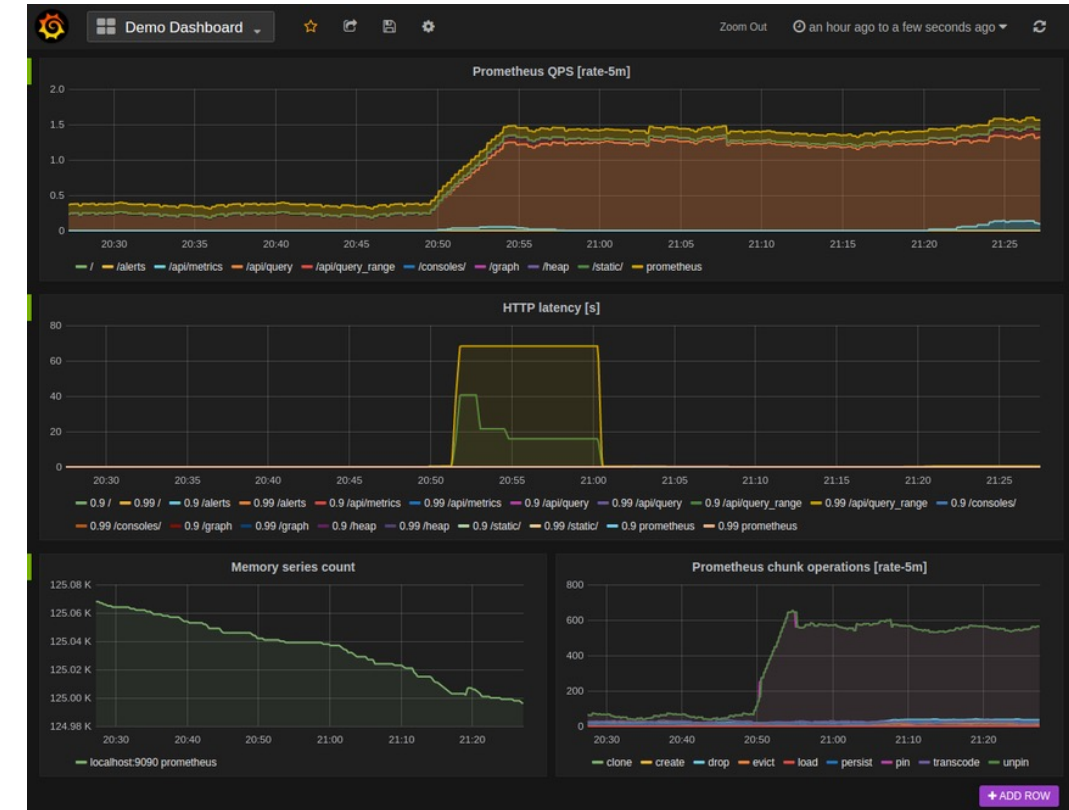 Demo Dashboard
Zoom Out
an hour ago to a few seconds ago
Prometheus QPS [rate-5m]
2.0
1.5
1.0
0.5
0
20:30 20:35 20:40 20:45 20:50 20:55 21:00 21:05 21:10 21:15 21:20 21:25
/ /alerts /api/metrics /api/query /api/query_range /consoles/ /graph /heap /static/ prometheus
HTTP latency [s]
80
60
40
20
0
20:30 20:35 20:40 20:45 20:50 20:55 21:00 21:05 21:10 21:15 21:20 21:25
0.9 / 0.99 / 0.9 /alerts 0.99 /alerts 0.9 /api/metrics 0.99 /api/metrics 0.9 /api/query 0.99 /api/query 0.9 /api/query_range 0.99 /api/query_range 0.9 /consoles/
0.99 /consoles/ 0.9 /graph 0.99 /graph 0.9 /heap 0.99 /heap 0.9 /static/ 0.99 /static/ 0.9 prometheus 0.99 prometheus
Memory series count
125.08 K
125.06 K
125.04 K
125.02 K
125.00 K
124.98 K
20:30 20:40 20:50 21:00 21:10 21:20
localhost:9090 prometheus
Prometheus chunk operations [rate-5m]
800
600
400
200
0
20:30 20:40 20:50 21:00 21:10 21:20
clone create drop evict load persist pin transcode unpin
+ ADD ROW